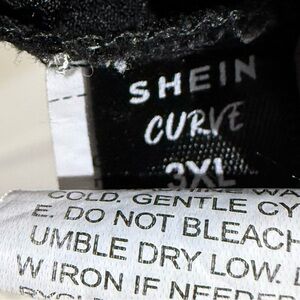 SHEIN
CURVE
3XL
COLD. GENTLE CY
E. DO NOT BLEACH
UMBLE DRY LOW.
W IRON IF NEEDE